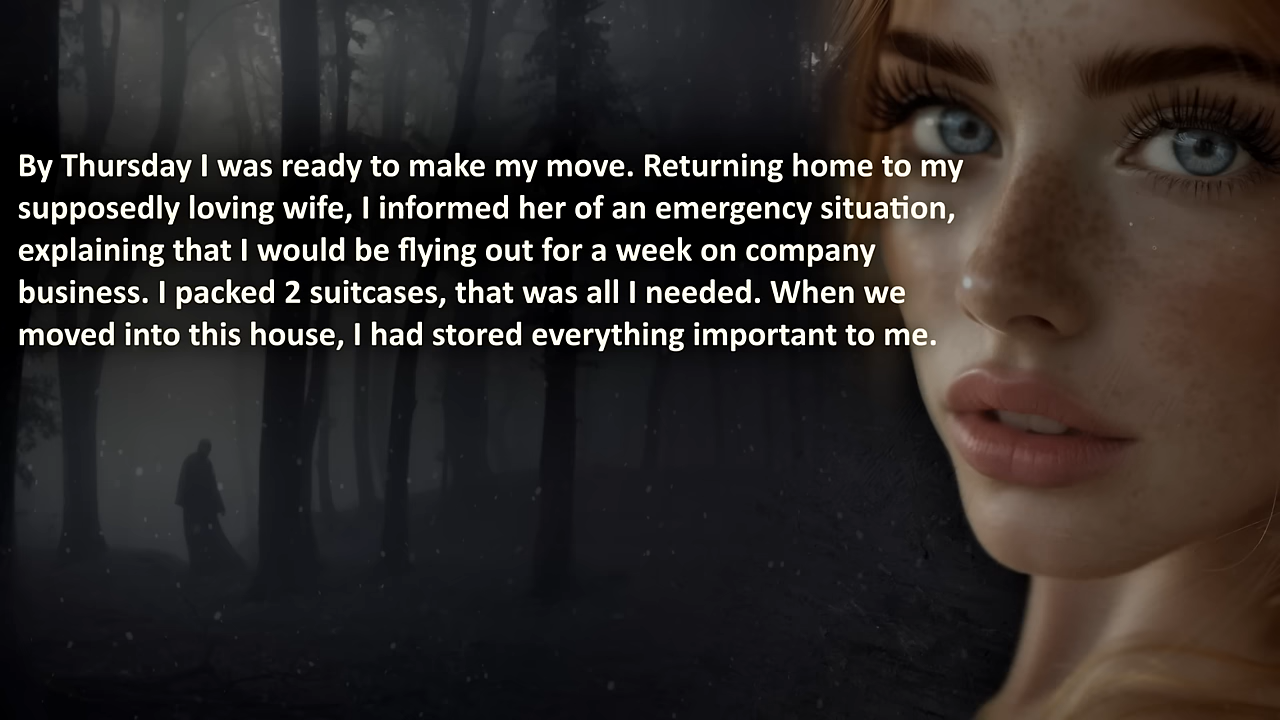 By Thursday I was ready to make my move. Returning home to my
supposedly loving wife, I informed her of an emergency situation,
explaining that I would be flying out for a week on company
business. I packed 2 suitcases, that was all I needed. When we
moved into this house, I had stored everything important to me.